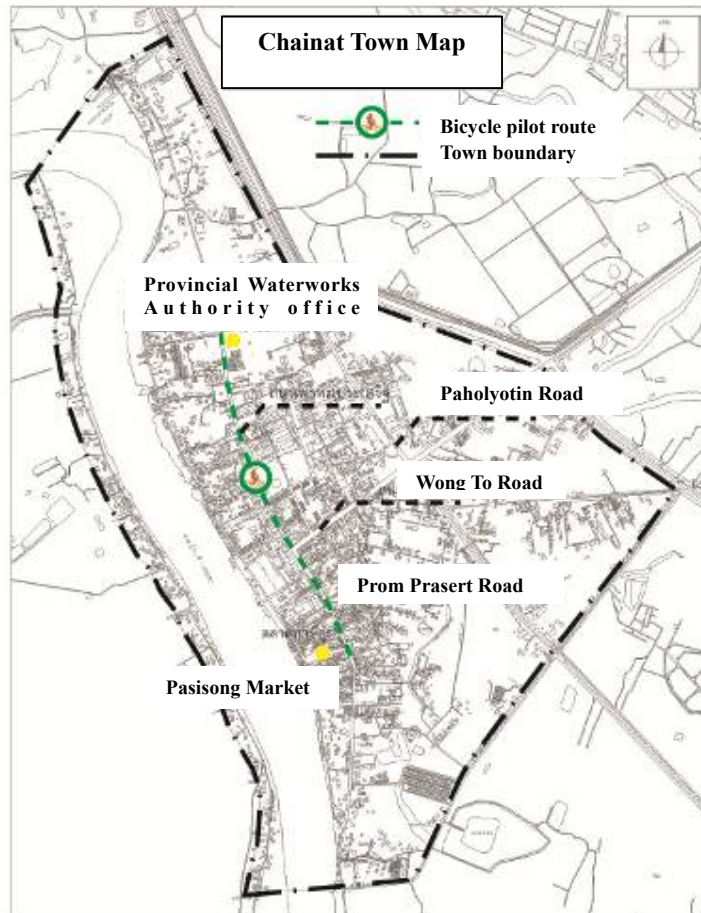 Chainat Town Map
Bicycle pilot route
Town boundary
Provincial Waterworks
Authority office
Paholyotin Road
Wong To Road
Prom Prasert Road
Pasisong Market